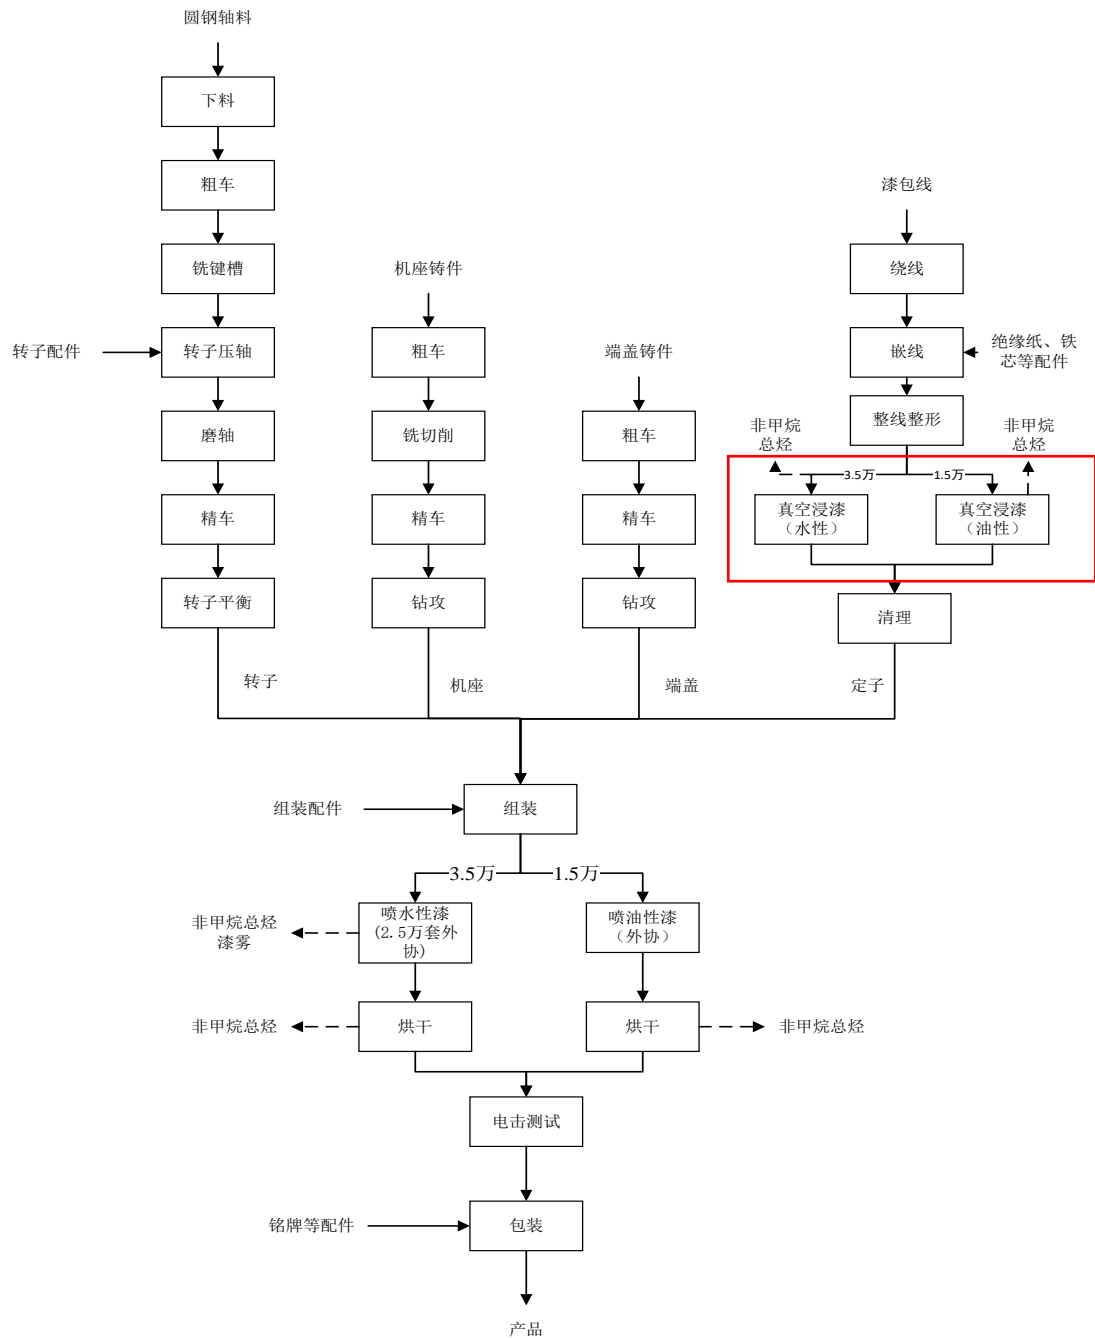 圆钢轴料
下料
粗车
铣键槽
转子配件
转子压轴
磨轴
精车
转子平衡
转子
机座铸件
粗车
铣切削
精车
钻攻
机座
端盖铸件
粗车
精车
钻攻
端盖
漆包线
绕线
嵌线
绝缘纸、铁
芯等配件
整线整形
非甲烷
总烃
非甲烷
总烃
3.5万
1.5万
真空浸漆
（水性）
真空浸漆
（油性）
清理
定子
组装配件
组装
3.5万
1.5万
非甲烷总烃
漆雾
喷水性漆
(2.5万套外
协)
喷油性漆
（外协）
非甲烷总烃
烘干
烘干
非甲烷总烃
电击测试
铭牌等配件
包装
产品